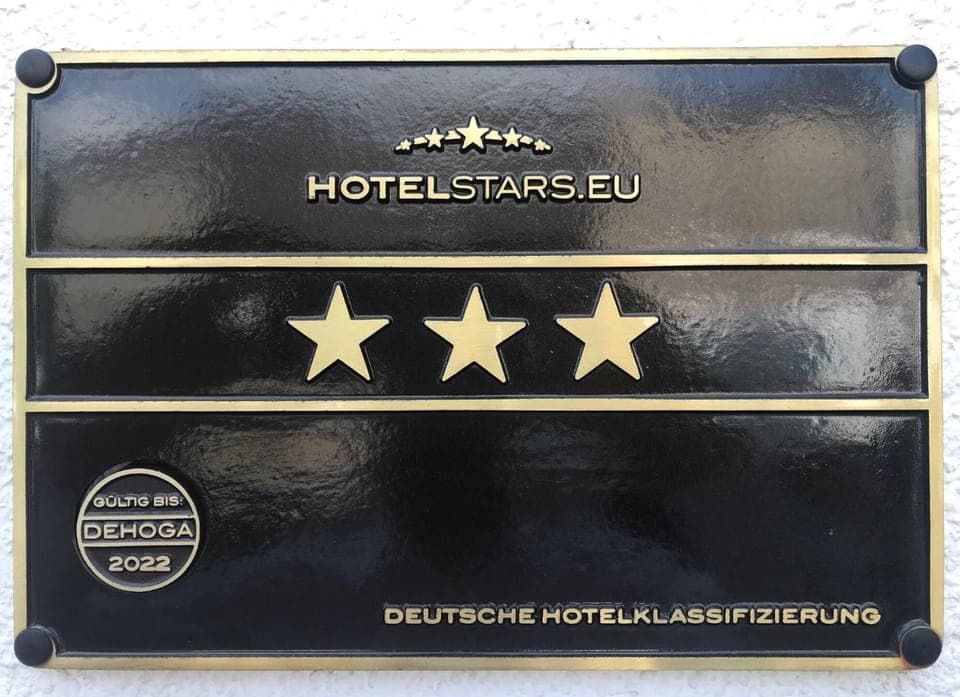 HOTELSTARS.EU
GÜLTIG BIS:
DEHOGA
2022
DEUTSCHE HOTELKLASSIFIZIERUNG